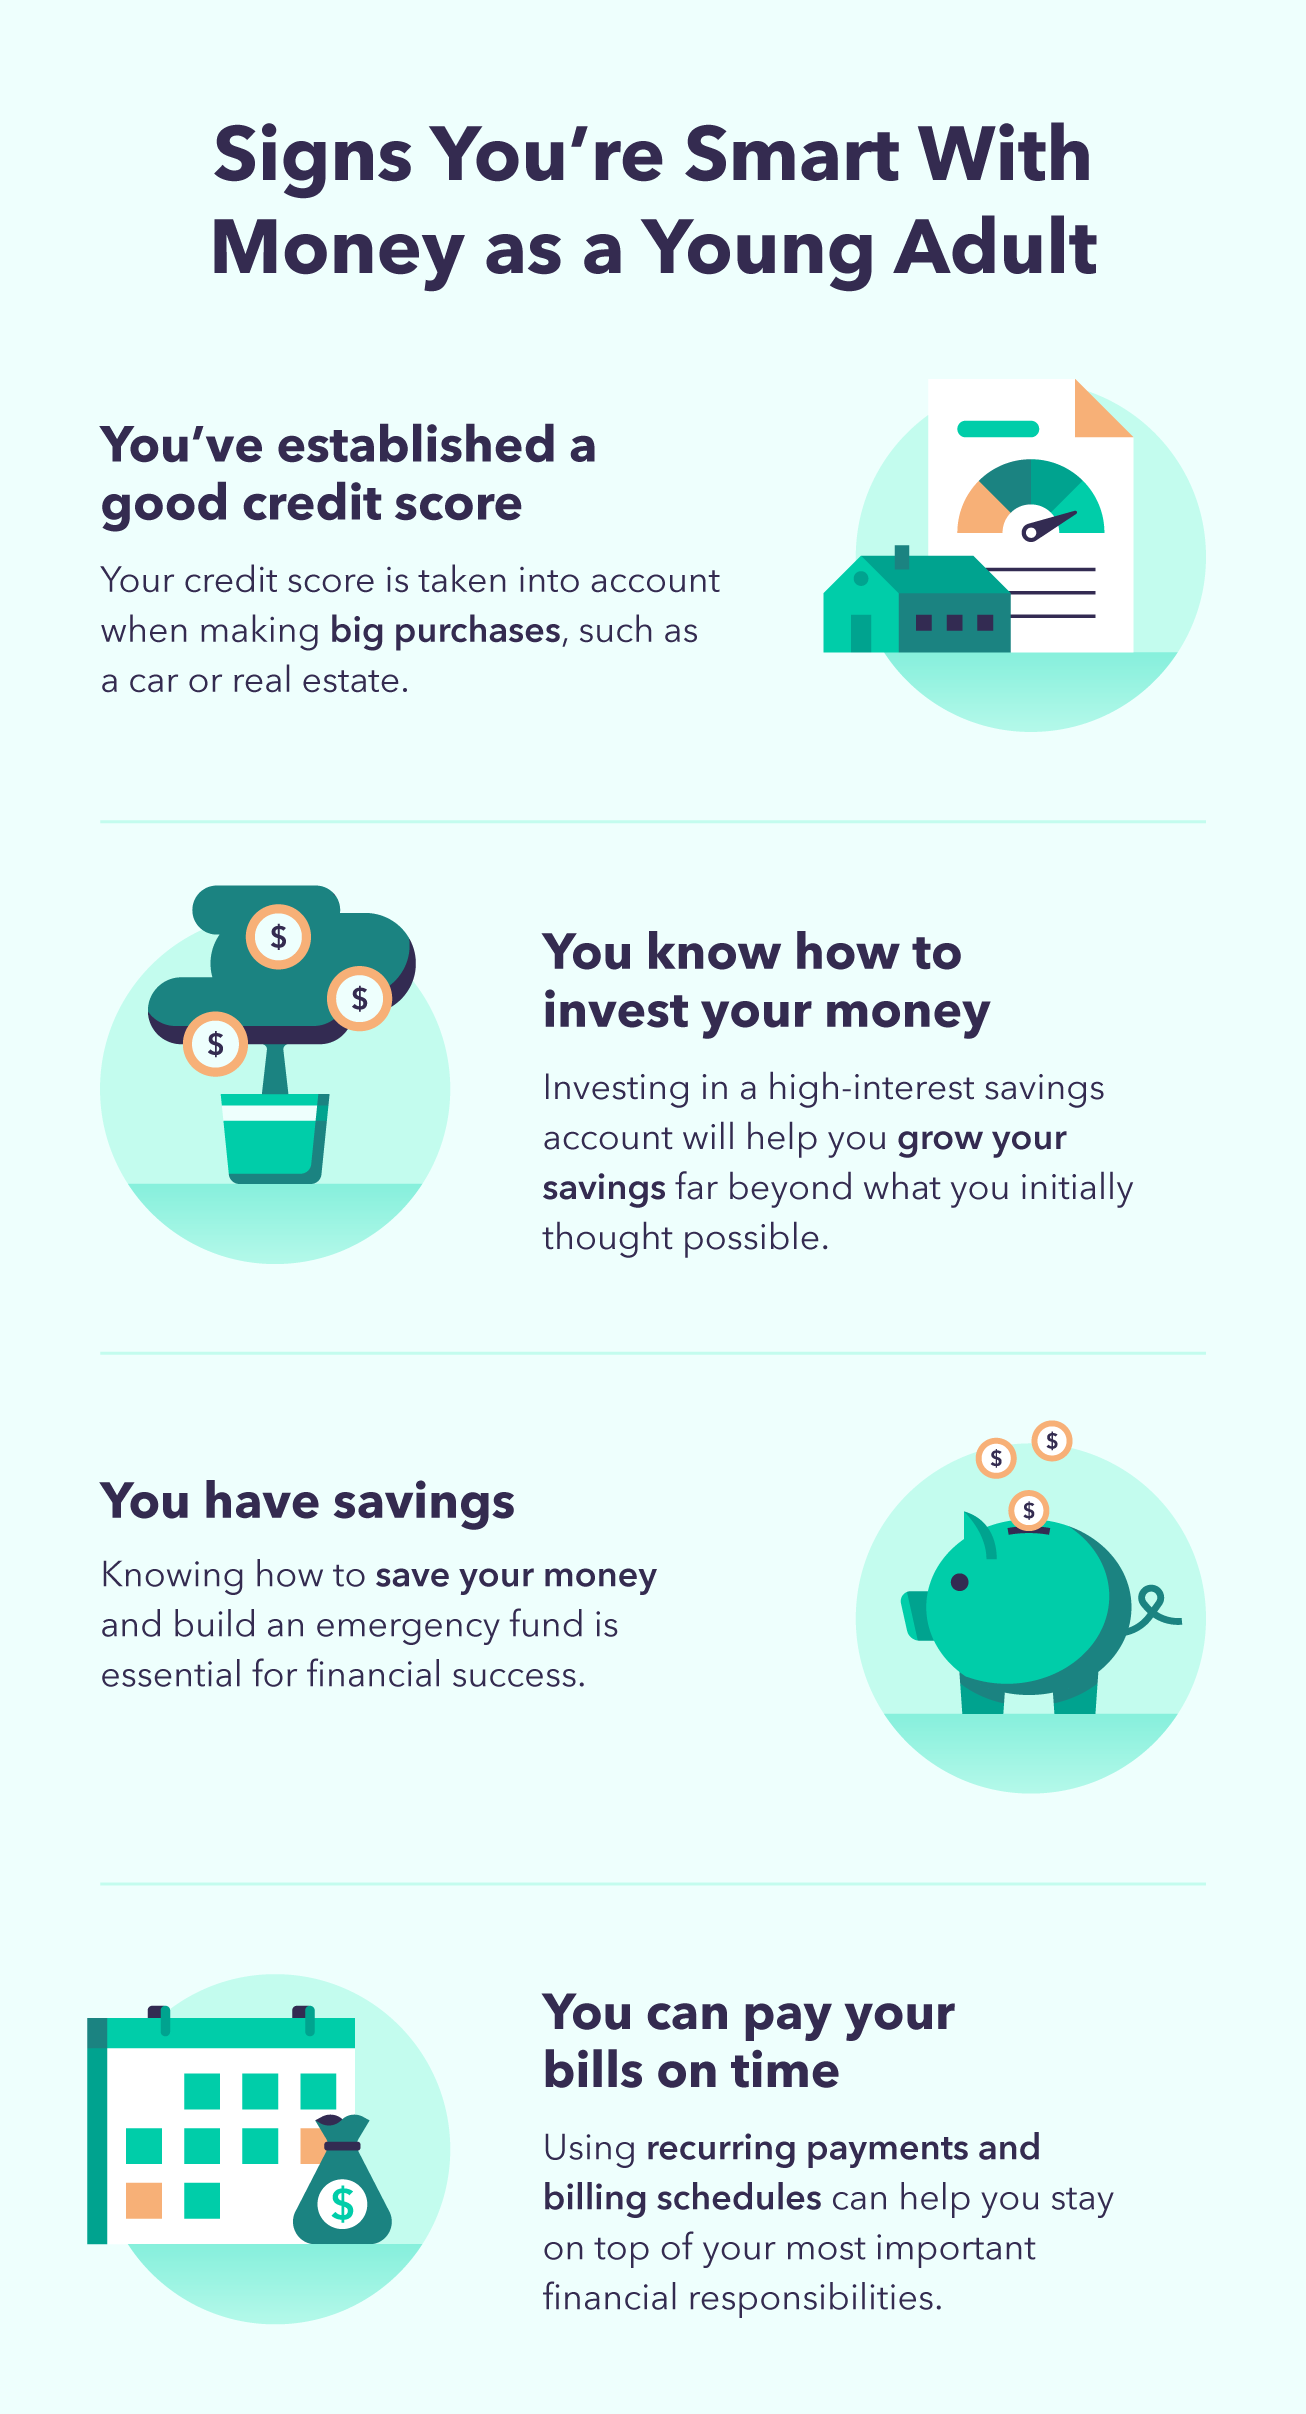 Signs You’re Smart With
Money as a Young Adult
You’ve established a
good credit score
Your credit score is taken into account
when making big purchases, such as
a car or real estate.
$
$
$
You know how to
invest your money
Investing in a high-interest savings
account will help you grow your
savings far beyond what you initially
thought possible.
You have savings
Knowing how to save your money
and build an emergency fund is
essential for financial success.
$
$
$
You can pay your
bills on time
Using recurring payments and
billing schedules can help you stay
on top of your most important
financial responsibilities.
$